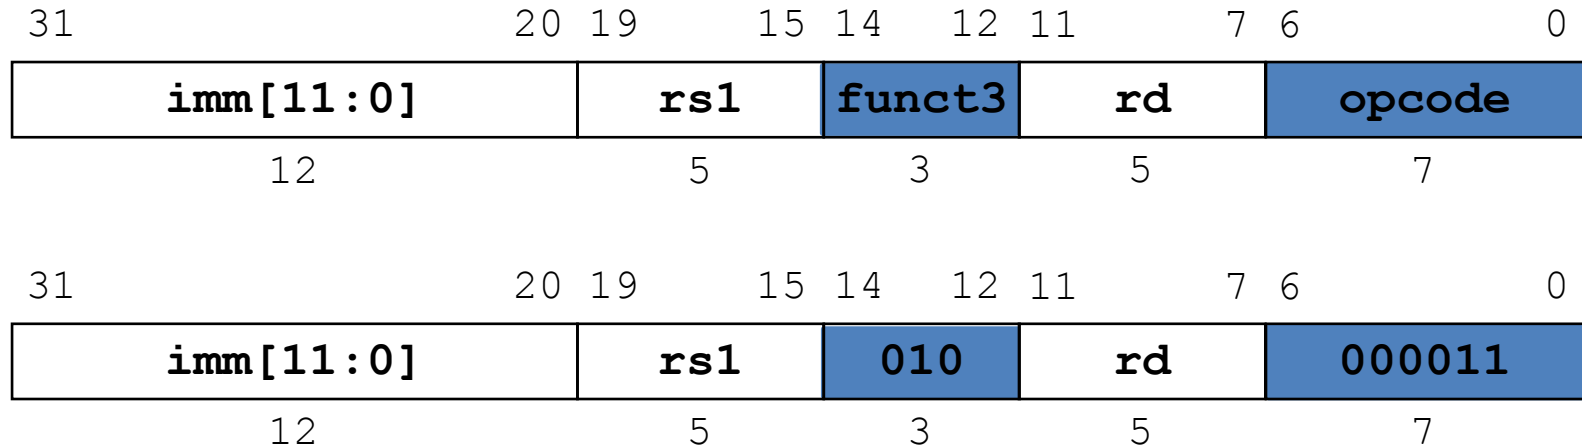 31 20 19 15 14 12 11 7 6 0
imm[11:0] rs1 funct3 rd opcode
12 5 3 5 7
31 20 19 15 14 12 11 7 6 0
imm[11:0] rs1 010 rd 000011
12 5 3 5 7